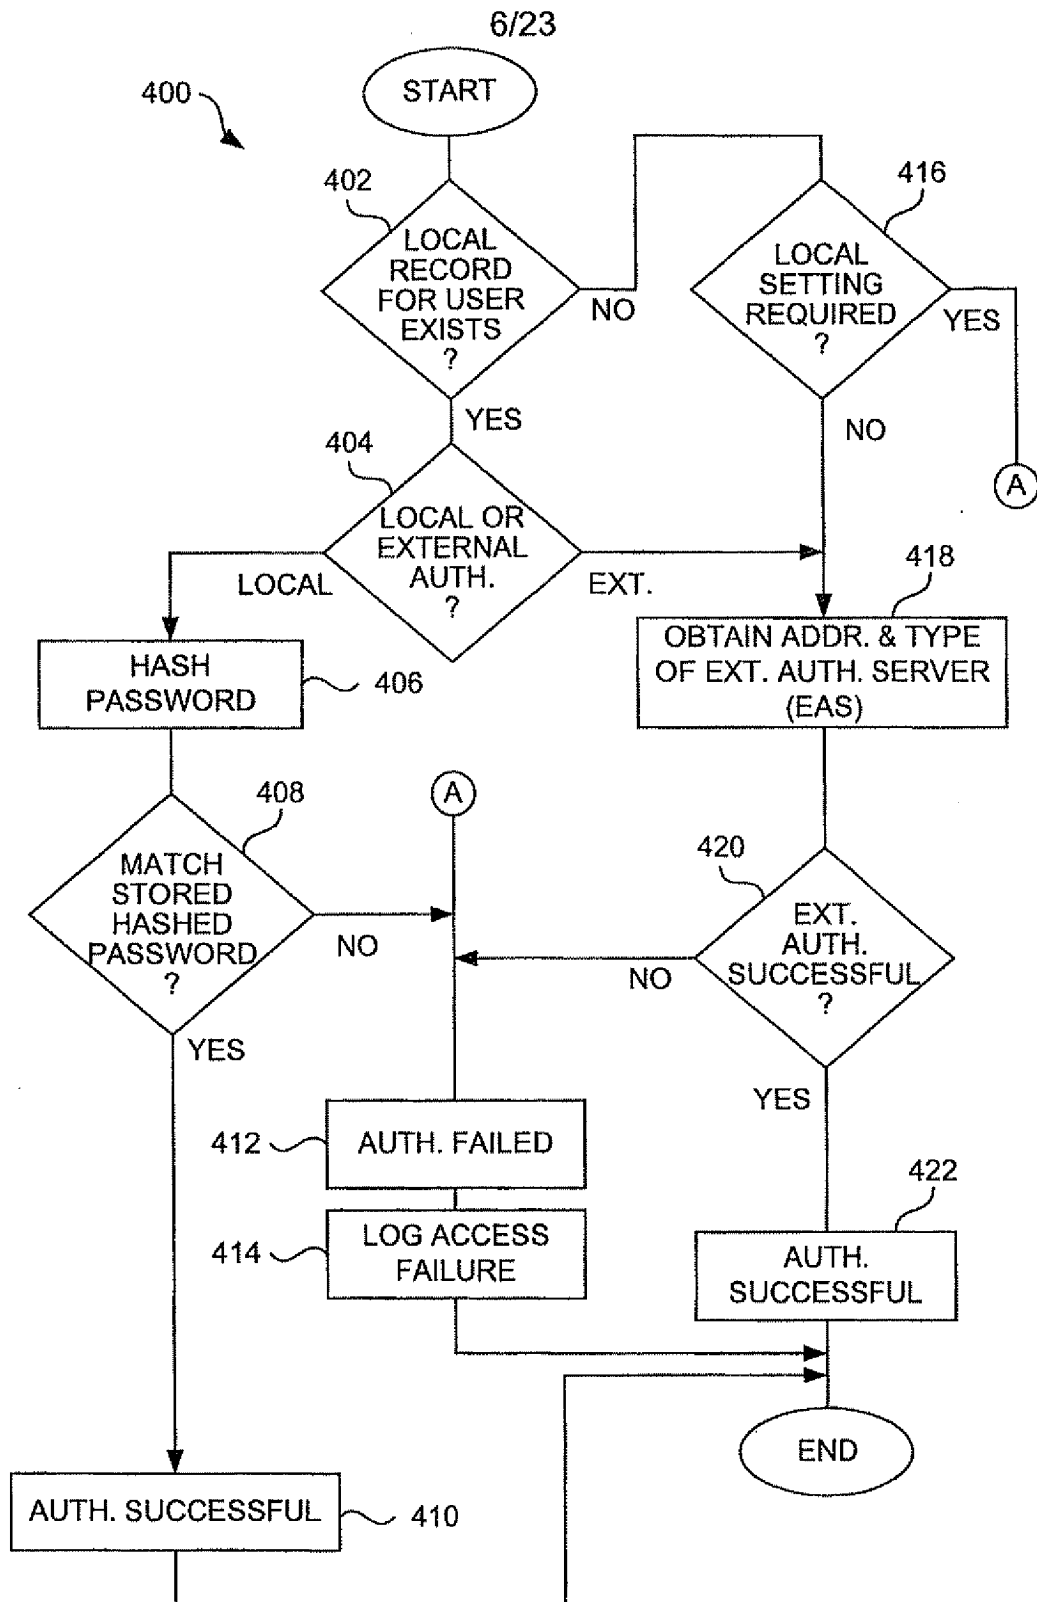 6/23
START
400
402
LOCAL
RECORD
FOR USER
EXISTS
?
NO
YES
416
LOCAL
SETTING
REQUIRED
?
YES
NO
A
404
LOCAL OR
EXTERNAL
AUTH.
?
LOCAL
EXT.
418
OBTAIN ADDR. & TYPE
OF EXT. AUTH. SERVER
(EAS)
HASH
PASSWORD
406
408
MATCH
STORED
HASHED
PASSWORD
?
NO
YES
A
420
EXT.
AUTH.
SUCCESSFUL
?
NO
YES
412
AUTH. FAILED
414
LOG ACCESS
FAILURE
422
AUTH.
SUCCESSFUL
END
AUTH. SUCCESSFUL
410